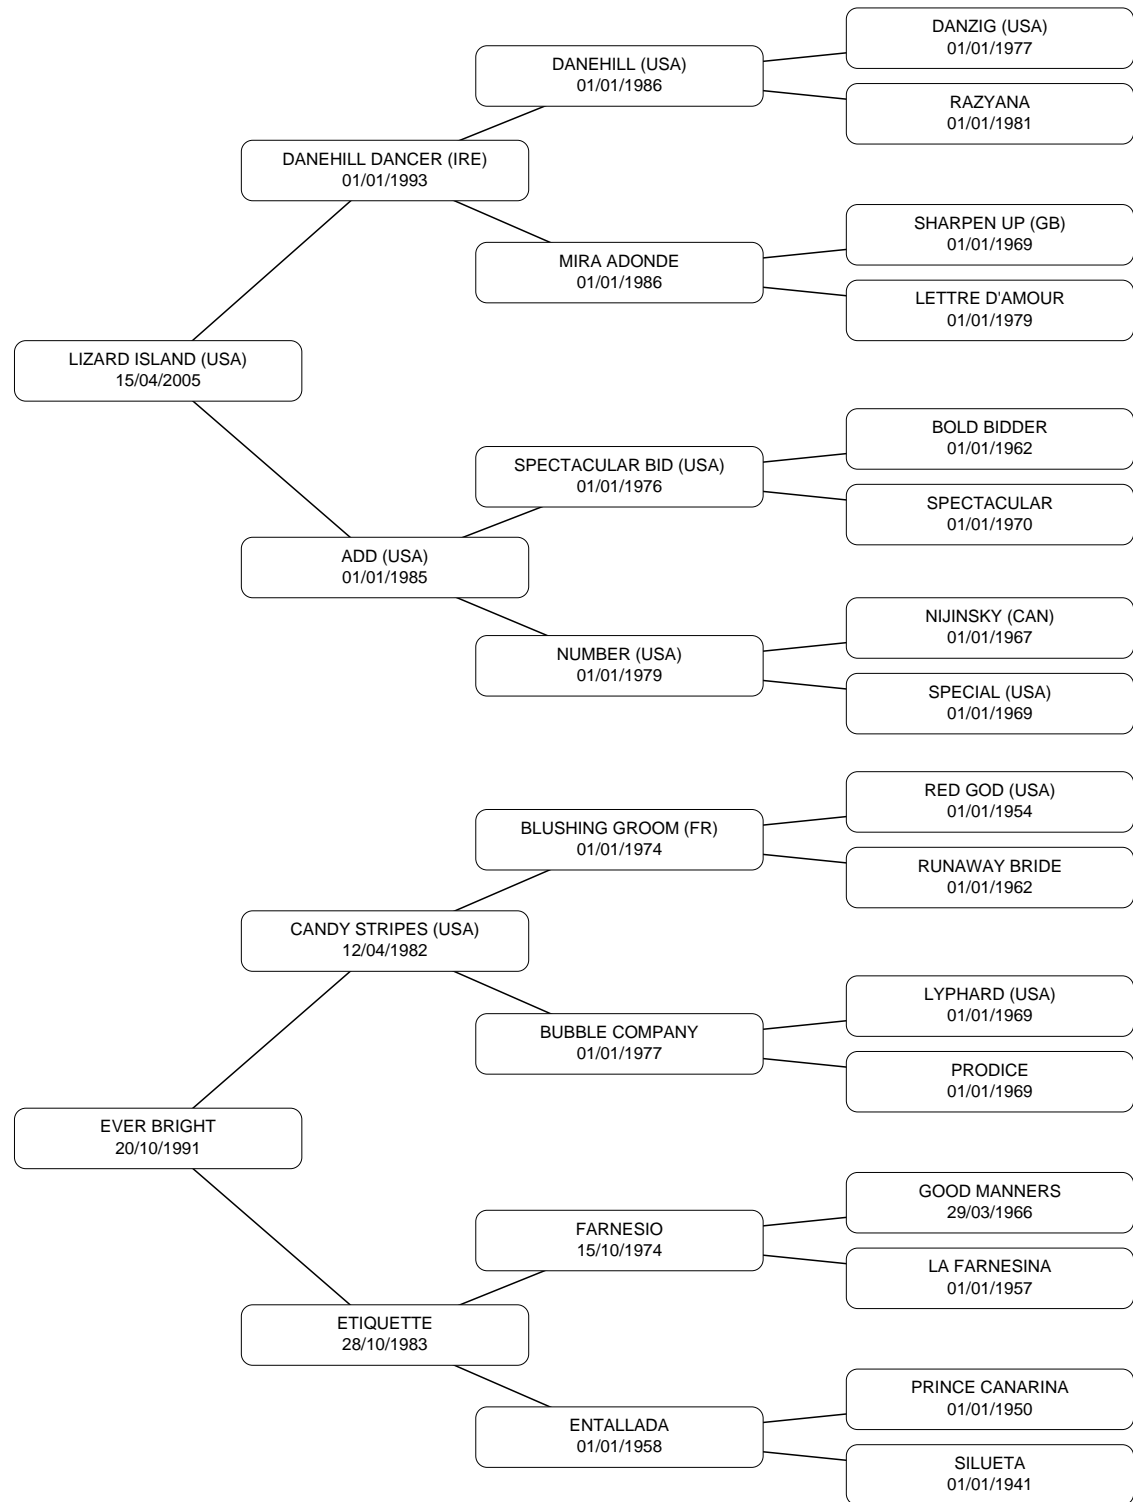 DANZIG (USA)
01/01/1977
DANEHILL (USA)
01/01/1986
RAZYANA
01/01/1981
DANEHILL DANCER (IRE)
01/01/1993
SHARPEN UP (GB)
01/01/1969
MIRA ADONDE
01/01/1986
LETTRE D'AMOUR
01/01/1979
LIZARD ISLAND (USA)
15/04/2005
BOLD BIDDER
01/01/1962
SPECTACULAR BID (USA)
01/01/1976
SPECTACULAR
01/01/1970
ADD (USA)
01/01/1985
NIJINSKY (CAN)
01/01/1967
NUMBER (USA)
01/01/1979
SPECIAL (USA)
01/01/1969
RED GOD (USA)
01/01/1954
BLUSHING GROOM (FR)
01/01/1974
RUNAWAY BRIDE
01/01/1962
CANDY STRIPES (USA)
12/04/1982
LYPHARD (USA)
01/01/1969
BUBBLE COMPANY
01/01/1977
PRODICE
01/01/1969
EVER BRIGHT
20/10/1991
GOOD MANNERS
29/03/1966
FARNESIO
15/10/1974
LA FARNESINA
01/01/1957
ETIQUETTE
28/10/1983
PRINCE CANARINA
01/01/1950
ENTALLADA
01/01/1958
SILUETA
01/01/1941